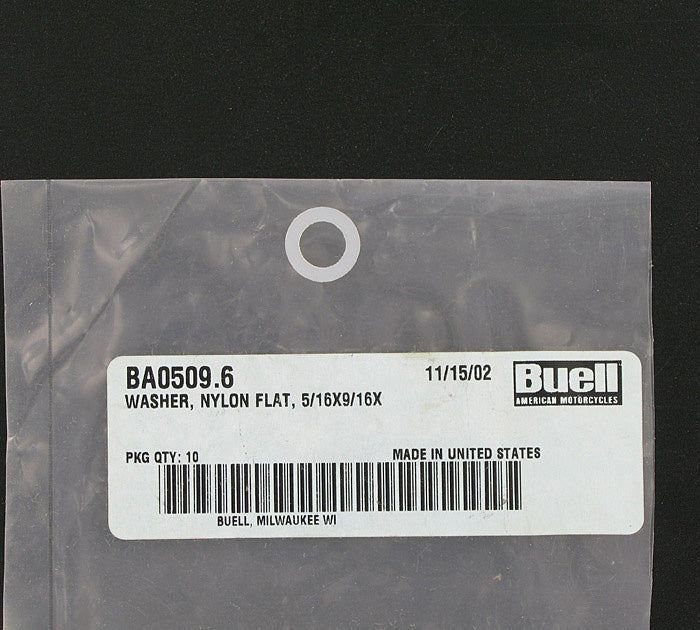 BA0509.6 11/15/02 Buell
WASHER, NYLON FLAT, 5/16X9/16X AMERICAN MOTORCYCLES
PKG QTY: 10 MADE IN UNITED STATES
BUELL, MILWAUKEE WI